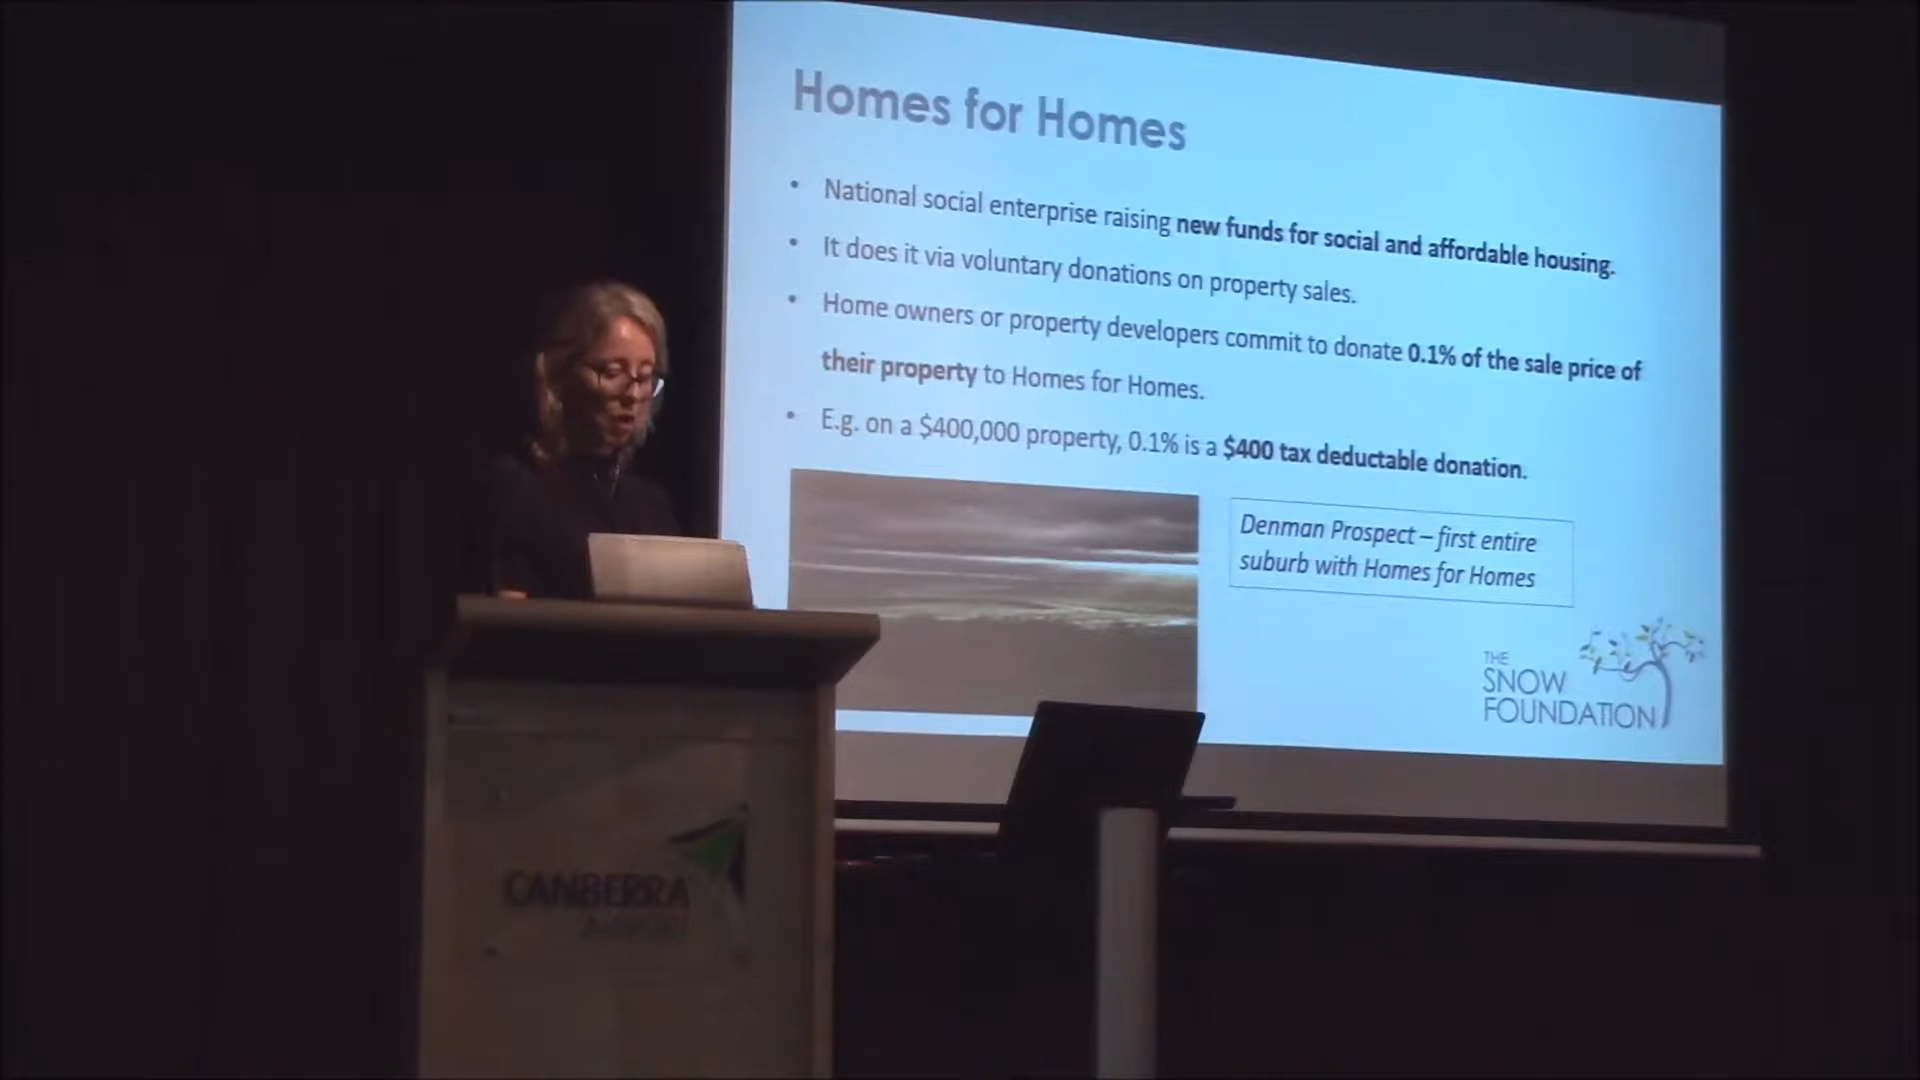 Homes for Homes
• National social enterprise raising new funds for social and affordable housing.
• It does it via voluntary donations on property sales.
• Home owners or property developers commit to donate 0.1% of the sale price of
their property to Homes for Homes.
• E.g. on a $400,000 property, 0.1% is a $400 tax deductable donation.
Denman Prospect – first entire
suburb with Homes for Homes
THE
SNOW
FOUNDATION
CANBERRA